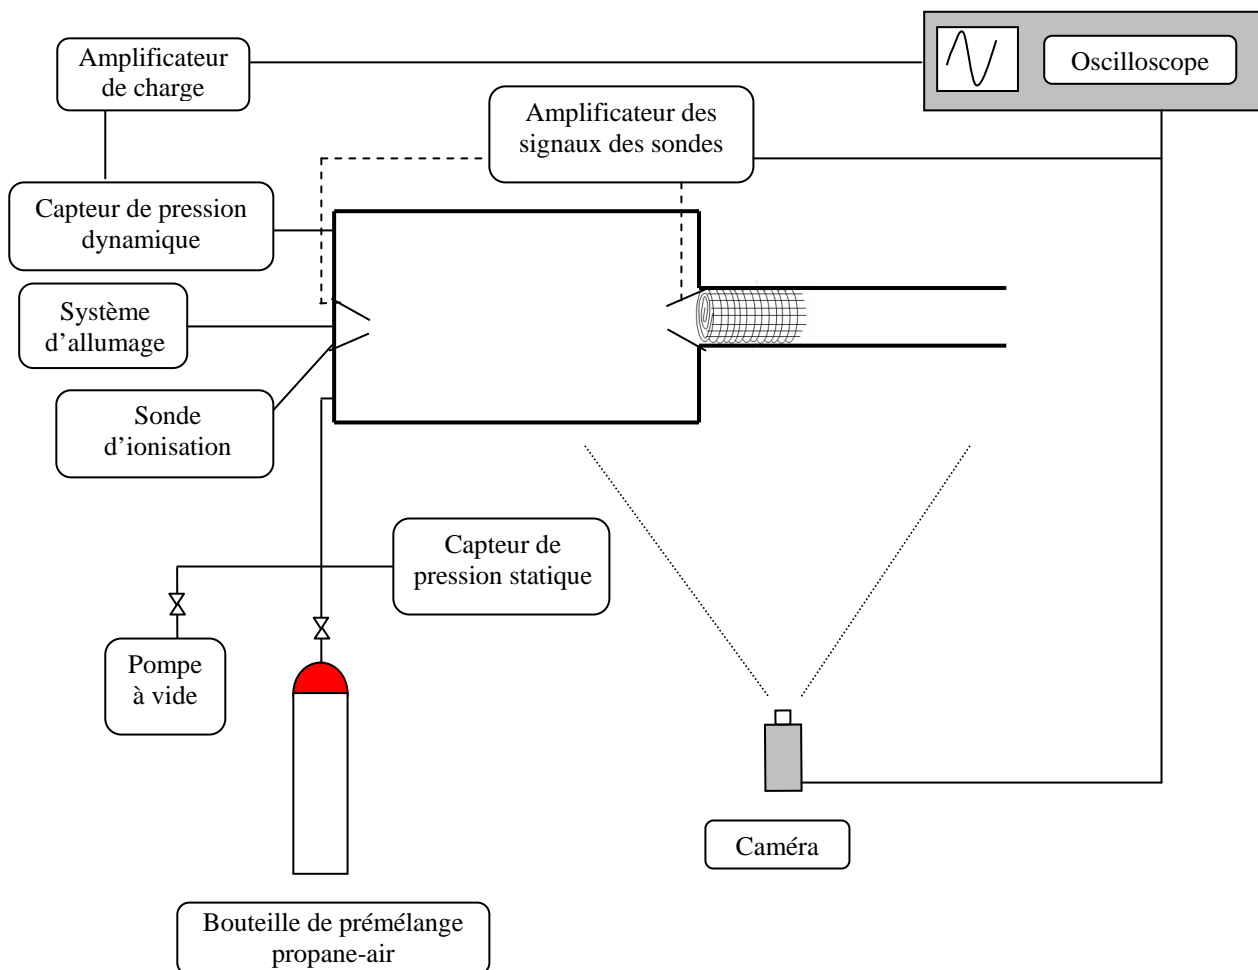 Amplificateur
de charge
Oscilloscope
Amplificateur des
signaux des sondes
Capteur de pression
dynamique
Système
d’allumage
Sonde
d’ionisation
Capteur de
pression statique
Pompe
à vide
Caméra
Bouteille de prémélange
propane-air